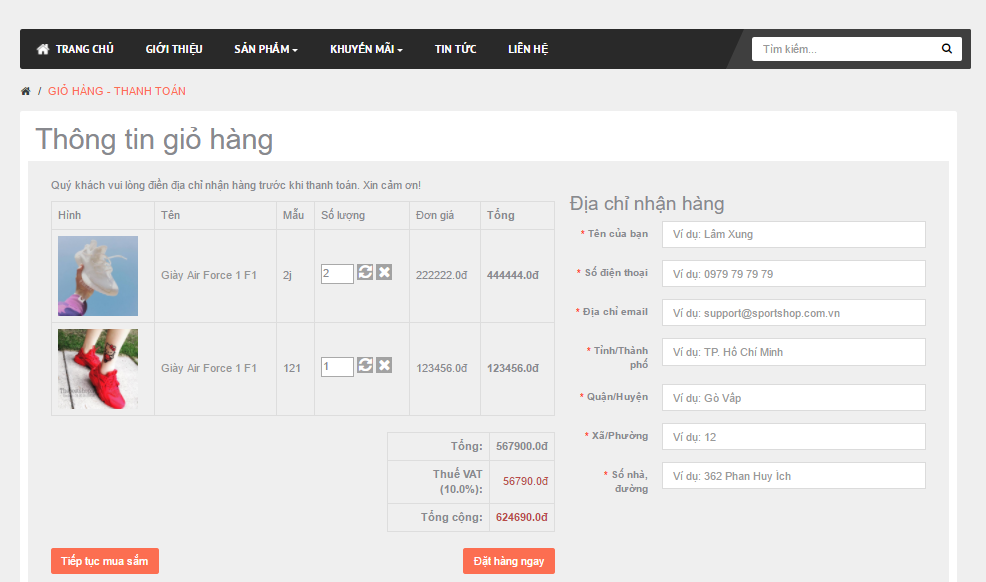 TRANG CHỦ GIỚI THIỆU SẢN PHẨM KHUYẾN MÃI TIN TỨC LIÊN HỆ Tìm kiếm...
/ GIỎ HÀNG - THANH TOÁN
Thông tin giỏ hàng
Quý khách vui lòng điền địa chỉ nhận hàng trước khi thanh toán. Xin cảm ơn!
Hình Tên Mẫu Số lượng Đơn giá Tổng
Giày Air Force 1 F1 2j 2 222222.0đ 444444.0đ
Giày Air Force 1 F1 121 1 123456.0đ 123456.0đ
Tổng: 567900.0đ
Thuế VAT
(10.0%): 56790.0đ
Tổng cộng: 624690.0đ
Tiếp tục mua sắm Đặt hàng ngay
Địa chỉ nhận hàng
* Tên của bạn Ví dụ: Lâm Xung
* Số điện thoại Ví dụ: 0979 79 79 79
* Địa chỉ email Ví dụ: support@sportshop.com.vn
* Tỉnh/Thành
phố Ví dụ: TP. Hồ Chí Minh
* Quận/Huyện Ví dụ: Gò Vấp
* Xã/Phường Ví dụ: 12
* Số nhà,
đường Ví dụ: 362 Phan Huy Ích